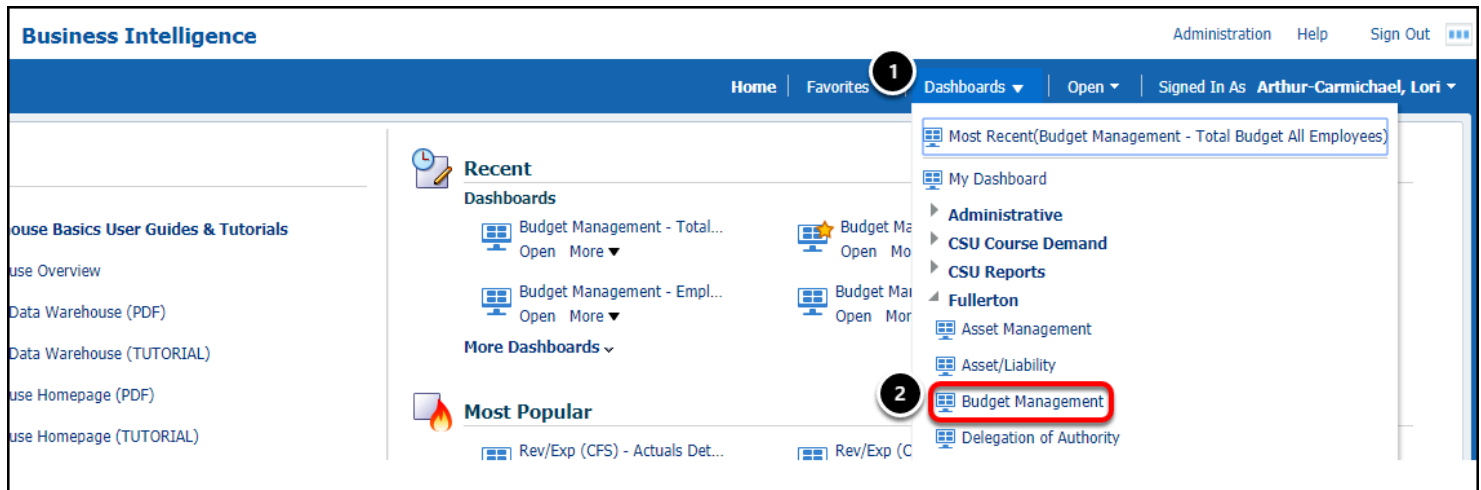 Business Intelligence
Administration Help Sign Out
Home Favorites 1 Dashboards Open Signed In As Arthur-Carmichael, Lori
Most Recent(Budget Management - Total Budget All Employees)
My Dashboard
Administrative
CSU Course Demand
CSU Reports
Fullerton
Asset Management
Asset/Liability
2 Budget Management
Delegation of Authority
Recent
Dashboards
Budget Management - Total...
Open More
Budget Ma
Open Mo
Budget Management - Empl...
Open More
Budget Mar
Open Mor
More Dashboards
Most Popular
Rev/Exp (CFS) - Actuals Det...
Rev/Exp (C
ouse Basics User Guides & Tutorials
use Overview
Data Warehouse (PDF)
Data Warehouse (TUTORIAL)
use Homepage (PDF)
use Homepage (TUTORIAL)